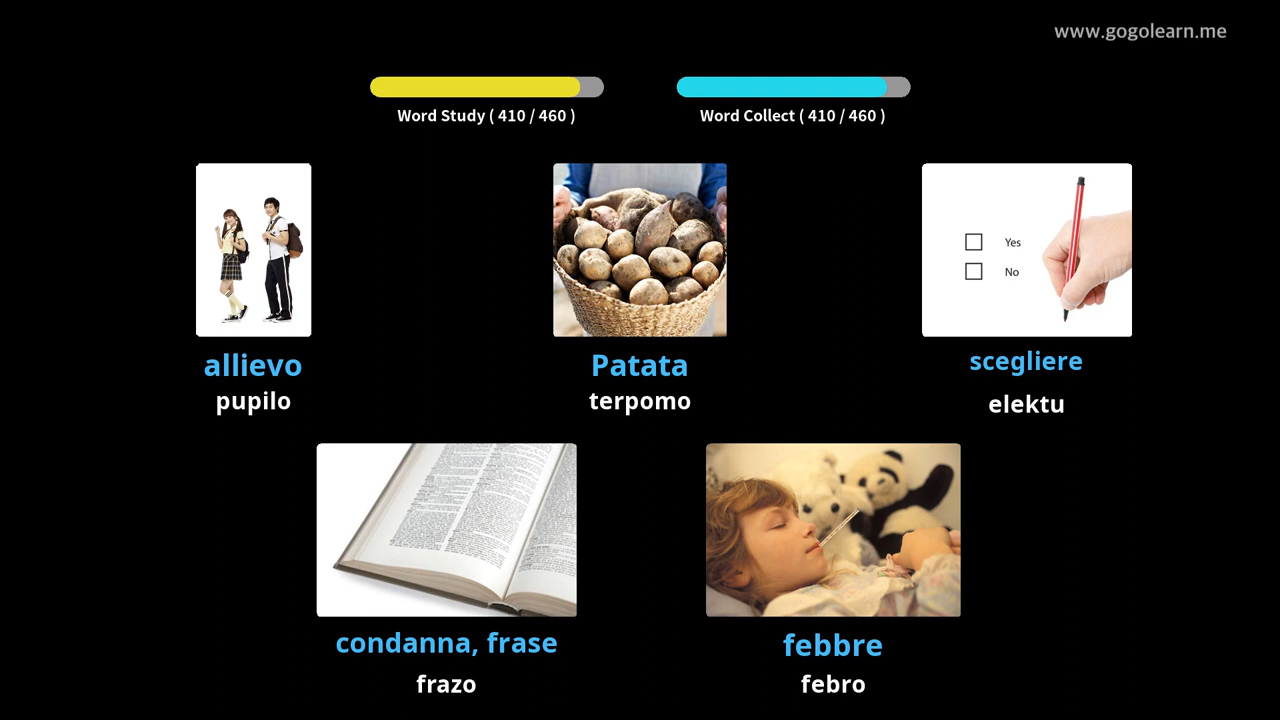 www.gogolearn.me
Word Study ( 410 / 460 )
Word Collect ( 410 / 460 )
Yes
No
allievo
pupilo
Patata
terpomo
scegliere
elektu
condanna, frase
frazo
febbre
febro